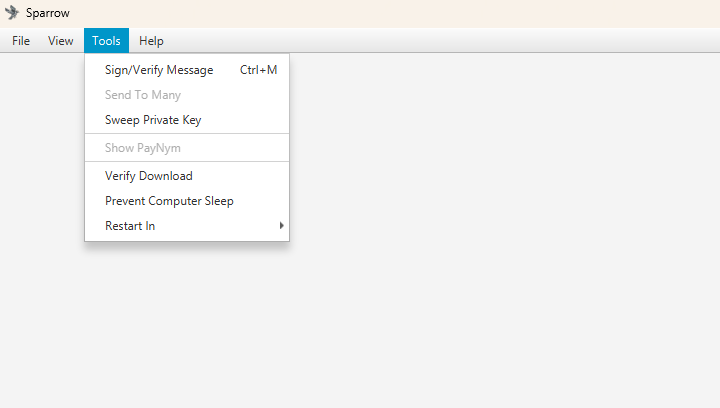 Sparrow
File View Tools Help
Sign/Verify Message Ctrl+M
Send To Many
Sweep Private Key
Show PayNym
Verify Download
Prevent Computer Sleep
Restart In